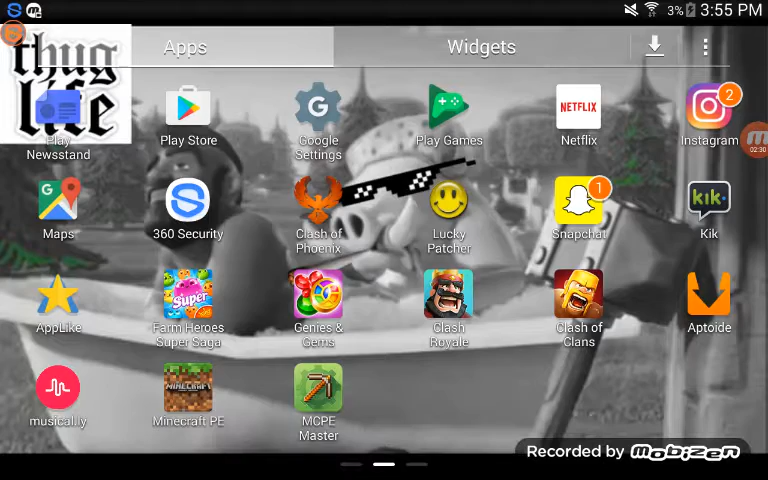 3% 3:55 PM
thug
life
Apps
Widgets
NETFLIX
2
Play
Newsstand
Play Store
Google
Settings
Play Games
Netflix
Instagram
02:30
1
kik
Maps
360 Security
Clash of
Phoenix
Lucky
Patcher
Snapchat
Kik
Super
AppLike
Farm Heroes
Super Saga
Genies &
Gems
Clash
Royale
Clash of
Clans
Aptoide
MINECRAFT
musical.ly
Minecraft PE
MCPE
Master
Recorded by Mobizen